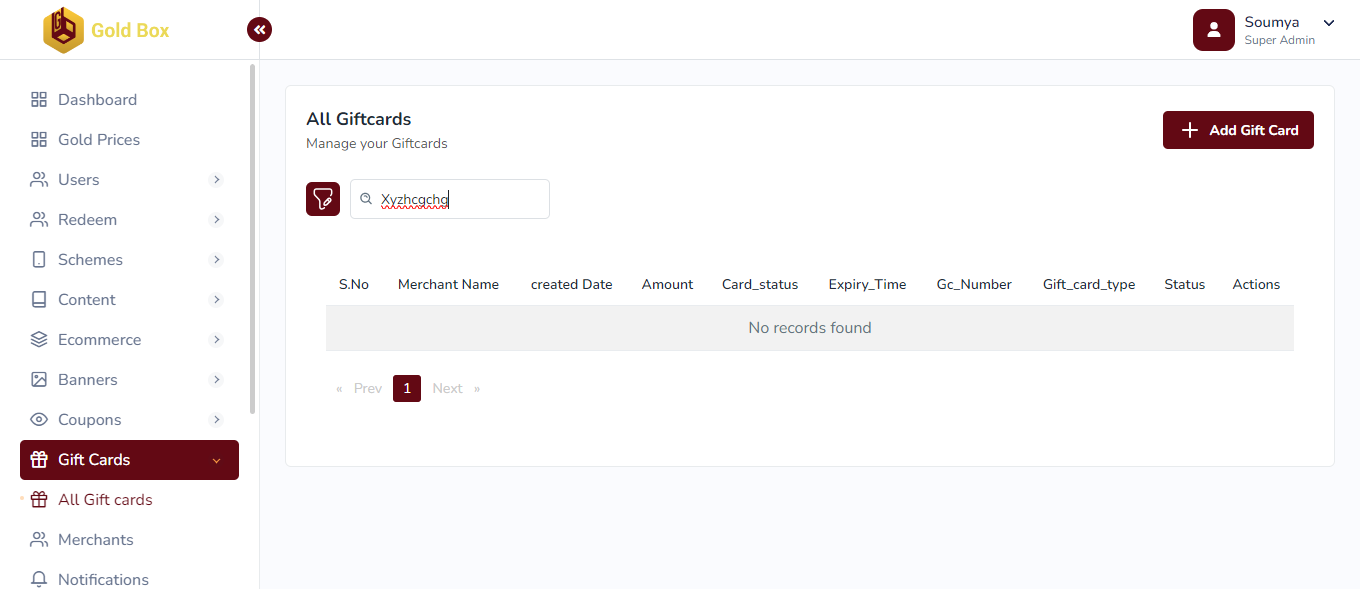 Gold Box
Soumya
Super Admin
Dashboard
Gold Prices
Users
Redeem
Schemes
Content
Ecommerce
Banners
Coupons
Gift Cards
All Gift cards
Merchants
Notifications
All Giftcards
Manage your Giftcards
Add Gift Card
Xyzhcgchg
S.No Merchant Name created Date Amount Card_status Expiry_Time Gc_Number Gift_card_type Status Actions
No records found
« Prev 1 Next »